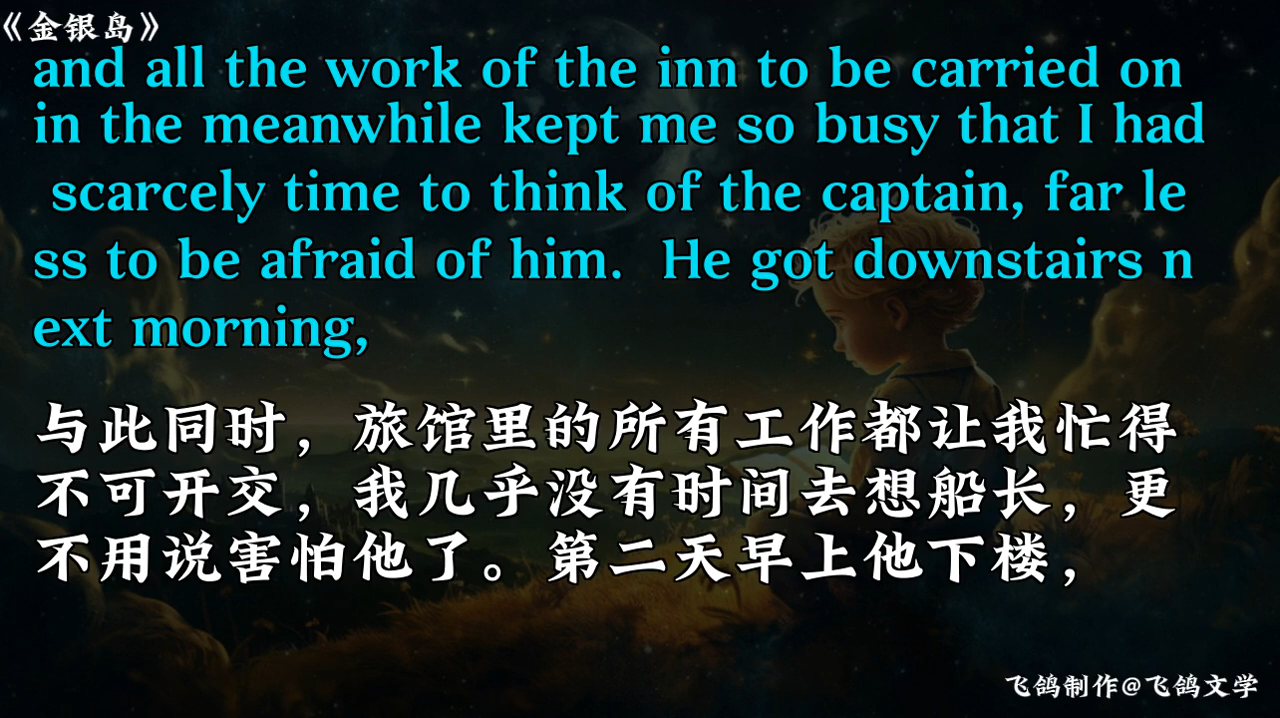 《金银岛》
and all the work of the inn to be carried on
in the meanwhile kept me so busy that I had
scarcely time to think of the captain, far le
ss to be afraid of him.  He got downstairs n
ext morning,
与此同时，旅馆里的所有工作都让我忙得
不可开交，我几乎没有时间去想船长，更
不用说害怕他了。第二天早上他下楼，
飞鸽制作@飞鸽文学